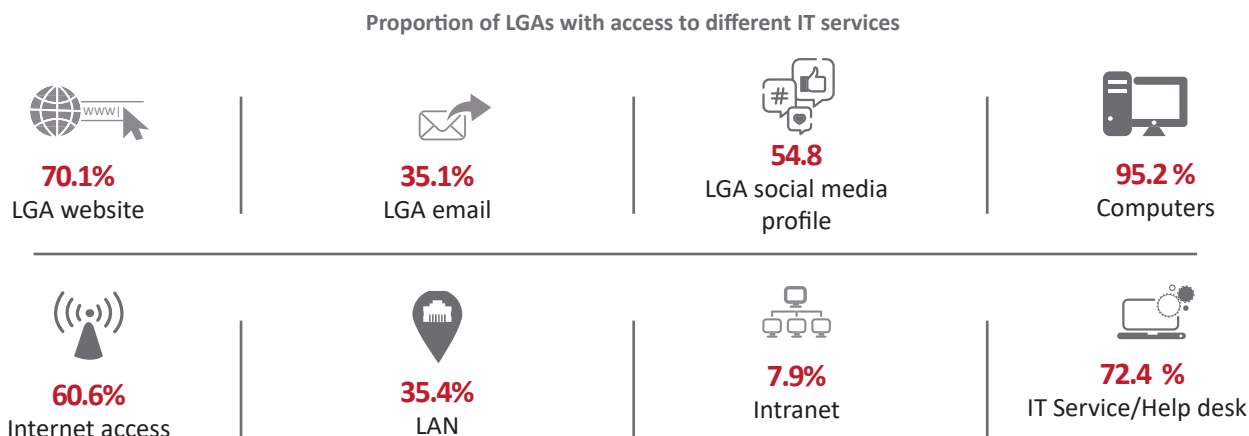 Proportion of LGAs with access to different IT services
www
70.1%
LGA website
35.1%
LGA email
#
54.8
LGA social media
profile
95.2 %
Computers
60.6%
Internet access
35.4%
LAN
7.9%
Intranet
72.4 %
IT Service/Help desk